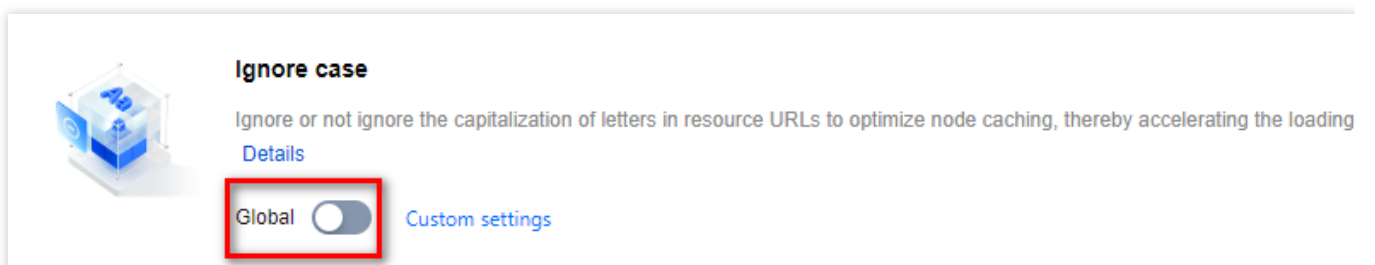 Ignore case
Ignore or not ignore the capitalization of letters in resource URLs to optimize node caching, thereby accelerating the loading
Details
Global Custom settings
Aa